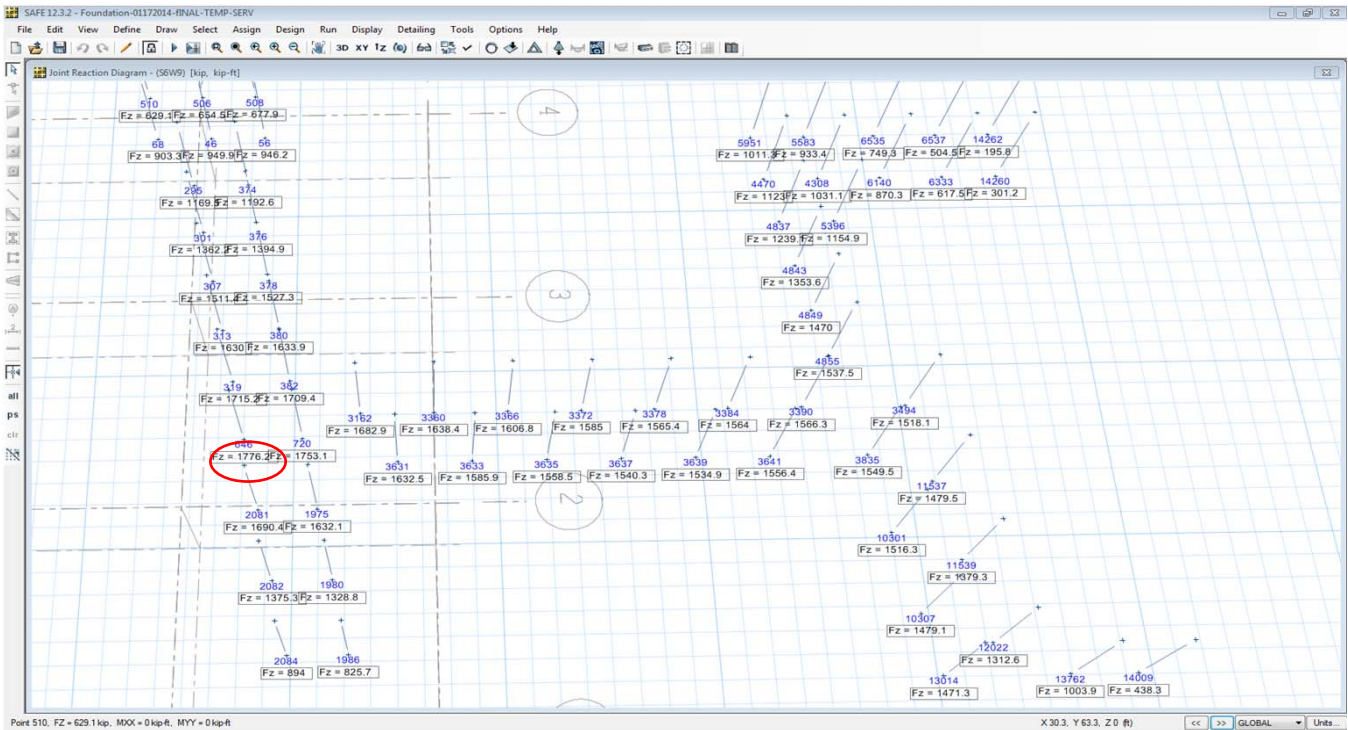 SAFE 12.3.2 - Foundation-01172014-fINAL-TEMP-SERV
File Edit View Define Draw Select Assign Design Run Display Detailing Tools Options Help
3D XY
all
ps
clr
Joint Reaction Diagram - (S6W9) [kip, kip-ft]
4
510 506 508
Fz = 629.1 Fz = 654.5 Fz = 677.9
5951 5583 6535 6537 14262
68 46 56
Fz = 1011.3 Fz = 933.4 Fz = 749.3 Fz = 504.5 Fz = 195.8
Fz = 903.3 Fz = 949.9 Fz = 946.2
4470 4308 6140 6333 14260
295 374
Fz = 1123 Fz = 1031.1 Fz = 870.3 Fz = 617.5 Fz = 301.2
Fz = 1169.5 Fz = 1192.6
4837 5396
301 376
Fz = 1239.1 Fz = 1154.9
Fz = 1362.2 Fz = 1394.9
4843
Fz = 1353.6
307 378
Fz = 1511.4 Fz = 1527.3
3
4849
Fz = 1470
313 380
Fz = 1630 Fz = 1633.9
4855
Fz = 1537.5
319 382
Fz = 1715.2 Fz = 1709.4
3162 3360 3366 3372 3378 3384 3390 3494
Fz = 1682.9 Fz = 1638.4 Fz = 1606.8 Fz = 1585 Fz = 1565.4 Fz = 1564 Fz = 1566.3 Fz = 1518.1
646 720
Fz = 1776.2 Fz = 1753.1
3631 3633 3635 3637 3639 3641 3835
Fz = 1632.5 Fz = 1585.9 Fz = 1558.5 Fz = 1540.3 Fz = 1534.9 Fz = 1556.4 Fz = 1549.5
11537
Fz = 1479.5
2
2081 1975
Fz = 1690.4 Fz = 1632.1
10301
Fz = 1516.3
11539
Fz = 1379.3
2082 1980
Fz = 1375.3 Fz = 1328.8
10307
Fz = 1479.1
12022
Fz = 1312.6
2084 1986
Fz = 894 Fz = 825.7
13014 13762 14009
Fz = 1471.3 Fz = 1003.9 Fz = 438.3
Point 510, FZ = 629.1 kip, MXX = 0 kip-ft, MYY = 0 kip-ft X 30.3, Y 63.3, Z 0 (ft) << >> GLOBAL Units...